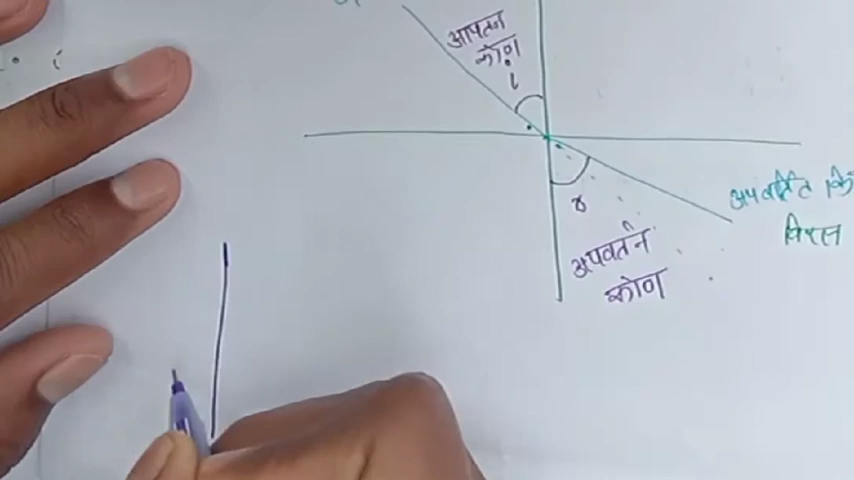 आपतन
कोण
i
r
अपवर्तन
कोण
अपवर्तित
विरल